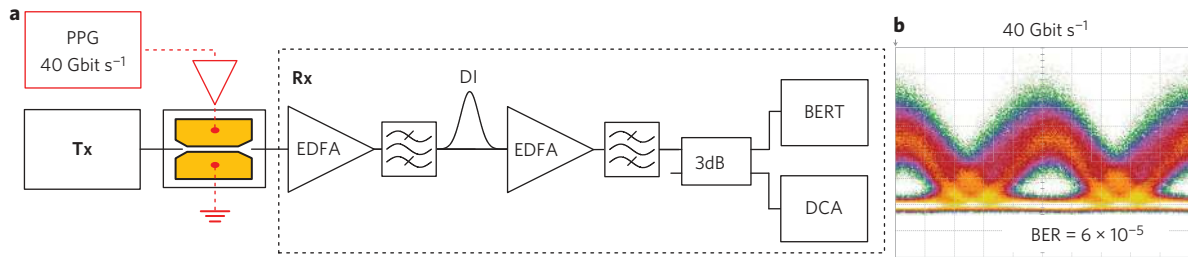 a
PPG
40 Gbit s⁻¹
Tx
Rx
EDFA
DI
EDFA
3dB
BERT
DCA
b
40 Gbit s⁻¹
BER = 6 × 10⁻⁵